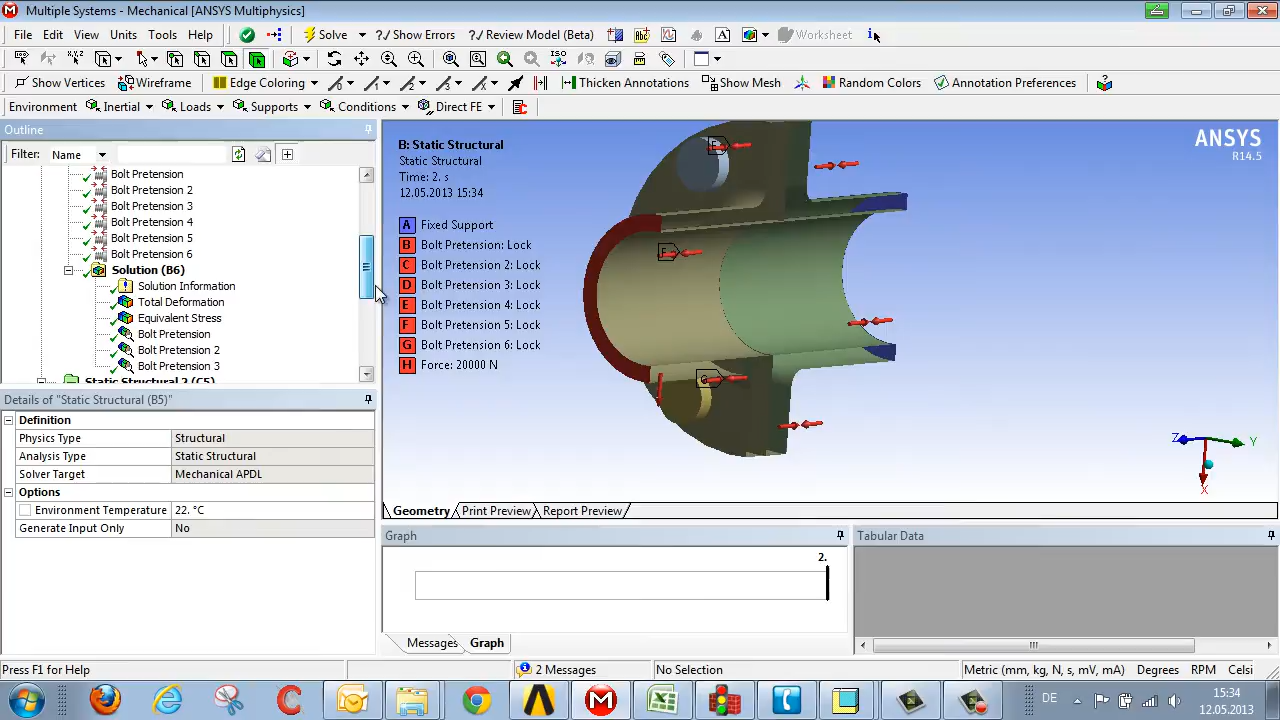 Multiple Systems - Mechanical [ANSYS Multiphysics]
File Edit View Units Tools Help Solve Show Errors Review Model (Beta) Worksheet
Show Vertices Wireframe Edge Coloring Thicken Annotations Show Mesh Random Colors Annotation Preferences
Environment Inertial Loads Supports Conditions Direct FE
Outline
Filter: Name
Bolt Pretension
Bolt Pretension 2
Bolt Pretension 3
Bolt Pretension 4
Bolt Pretension 5
Bolt Pretension 6
Solution (B6)
Solution Information
Total Deformation
Equivalent Stress
Bolt Pretension
Bolt Pretension 2
Bolt Pretension 3
Static Structural 2 (C5)
Details of "Static Structural (B5)"
Definition
Physics Type Structural
Analysis Type Static Structural
Solver Target Mechanical APDL
Options
Environment Temperature 22. °C
Generate Input Only No
B: Static Structural
Static Structural
Time: 2. s
12.05.2013 15:34
A Fixed Support
B Bolt Pretension: Lock
C Bolt Pretension 2: Lock
D Bolt Pretension 3: Lock
E Bolt Pretension 4: Lock
F Bolt Pretension 5: Lock
G Bolt Pretension 6: Lock
H Force: 20000 N
ANSYS
R14.5
Z Y
X
Geometry Print Preview Report Preview
Graph
2.
Messages Graph
Tabular Data
Press F1 for Help 2 Messages No Selection Metric (mm, kg, N, s, mV, mA) Degrees RPM Celsi
DE 15:34
12.05.2013